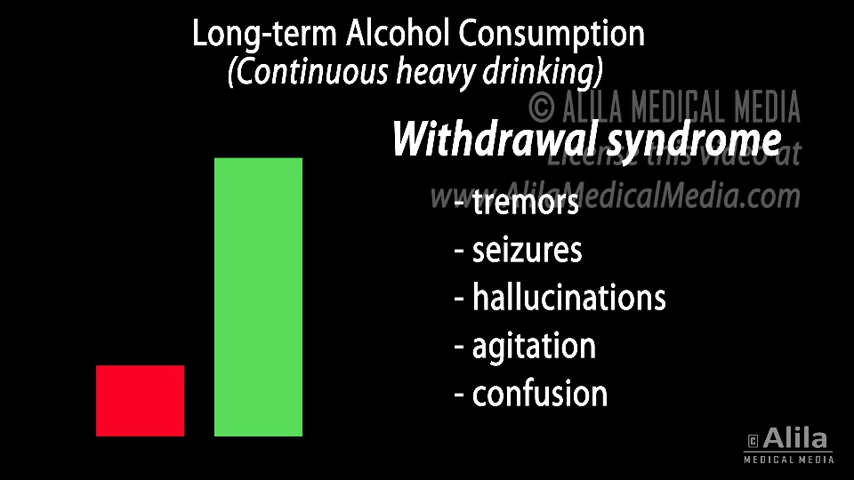 Long-term Alcohol Consumption
(Continuous heavy drinking)
© ALILA MEDICAL MEDIA
Withdrawal syndrome
License this video at
www.AlilaMedicalMedia.com
- tremors
- seizures
- hallucinations
- agitation
- confusion
© Alila
MEDICAL MEDIA